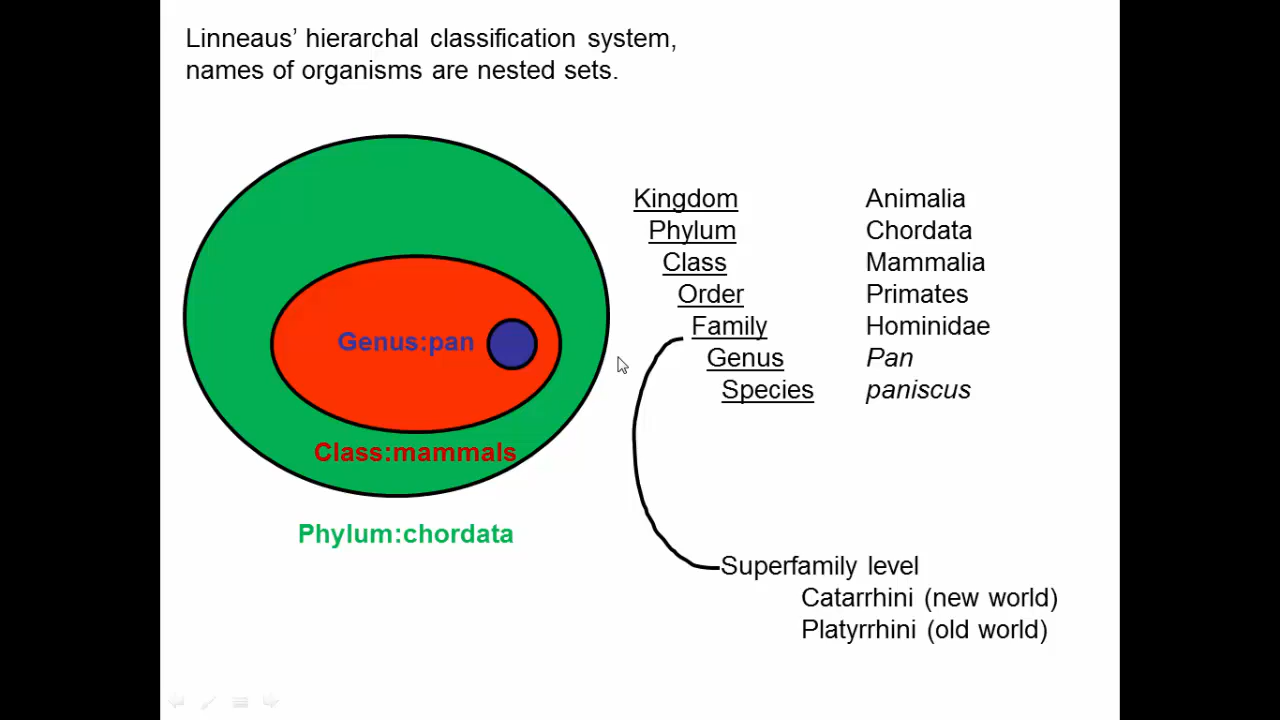 Linneaus’ hierarchal classification system,
names of organisms are nested sets.
Genus:pan
Class:mammals
Phylum:chordata
Kingdom Animalia
Phylum Chordata
Class Mammalia
Order Primates
Family Hominidae
Genus Pan
Species paniscus
Superfamily level
Catarrhini (new world)
Platyrrhini (old world)